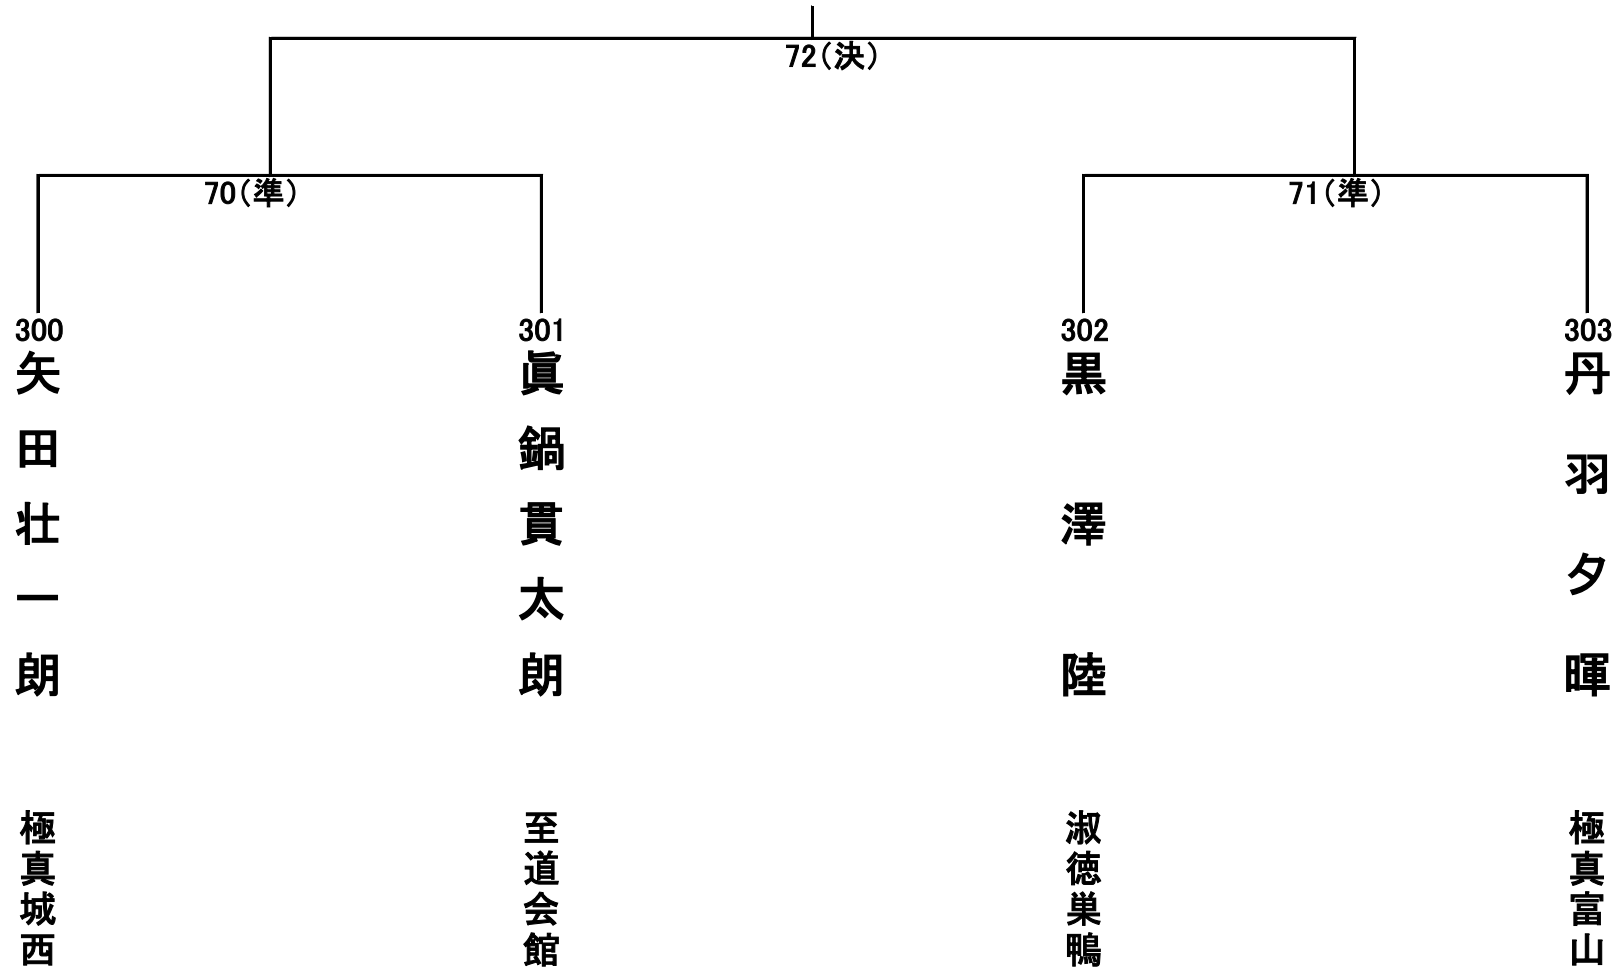 72(決)
70(準)
71(準)
300
矢田壮一朗
極真城西
301
眞鍋貫太朗
至道会館
302
黒澤陸
淑徳巣鴨
303
丹羽夕暉
極真富山